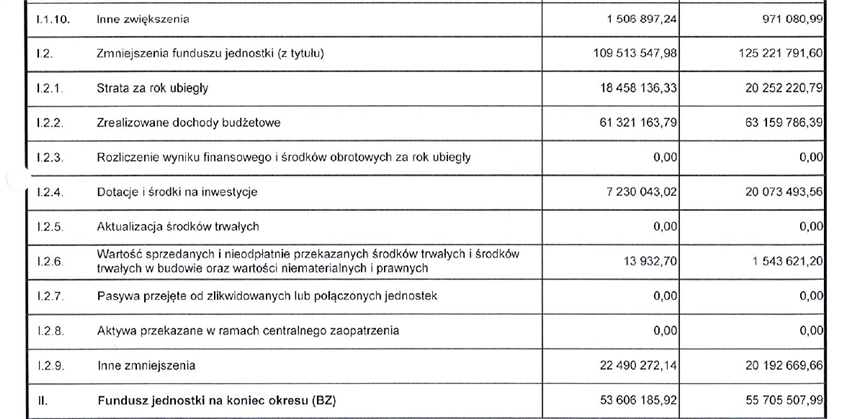 I.1.10. Inne zwiększenia 1 506 897,24 971 080,99
I.2. Zmniejszenia funduszu jednostki (z tytułu) 109 513 547,98 125 221 791,60
I.2.1. Strata za rok ubiegły 18 458 136,33 20 252 220,79
I.2.2. Zrealizowane dochody budżetowe 61 321 163,79 63 159 786,39
I.2.3. Rozliczenie wyniku finansowego i środków obrotowych za rok ubiegły 0,00 0,00
I.2.4. Dotacje i środki na inwestycje 7 230 043,02 20 073 493,56
I.2.5. Aktualizacja środków trwałych 0,00 0,00
I.2.6. Wartość sprzedanych i nieodpłatnie przekazanych środków trwałych i środków
trwałych w budowie oraz wartości niematerialnych i prawnych 13 932,70 1 543 621,20
I.2.7. Pasywa przejęte od zlikwidowanych lub połączonych jednostek 0,00 0,00
I.2.8. Aktywa przekazane w ramach centralnego zaopatrzenia 0,00 0,00
I.2.9. Inne zmniejszenia 22 490 272,14 20 192 669,66
II. Fundusz jednostki na koniec okresu (BZ) 53 606 185,92 55 705 507,99